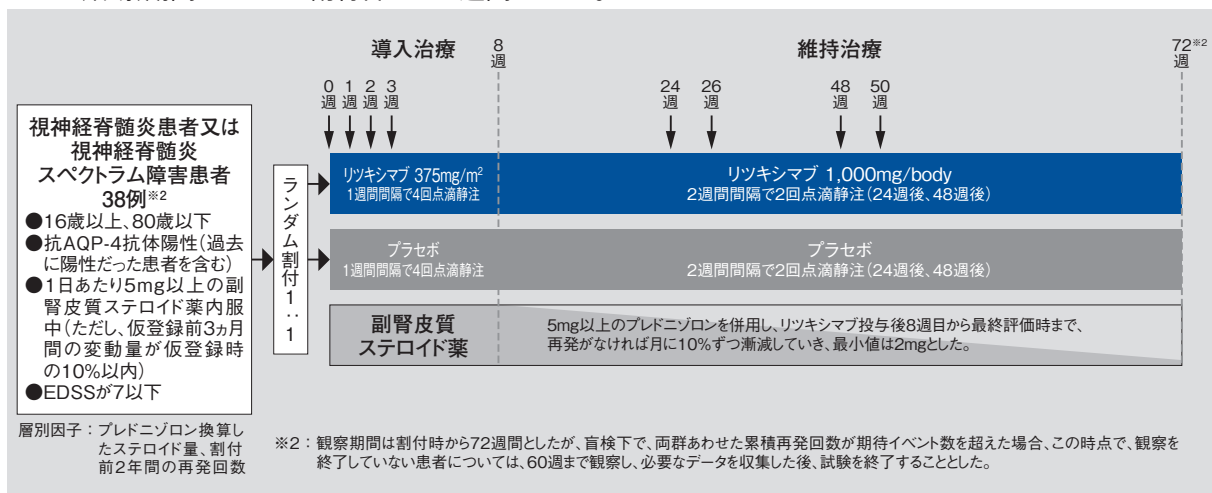 導入治療
8
週
維持治療
72※2
週
0
週
1
週
2
週
3
週
24
週
26
週
48
週
50
週
視神経脊髄炎患者又は
視神経脊髄炎
スペクトラム障害患者
38例※2
●16歳以上、80歳以下
●抗AQP-4抗体陽性(過去
に陽性だった患者を含む)
●1日あたり5mg以上の副
腎皮質ステロイド薬内服
中(ただし、仮登録前3ヵ月
間の変動量が仮登録時
の10%以内)
●EDSSが7以下
層別因子:プレドニゾロン換算し
たステロイド量、割付
前2年間の再発回数
ランダム割付1:1
リツキシマブ 375mg/m2
1週間間隔で4回点滴静注
リツキシマブ 1,000mg/body
2週間間隔で2回点滴静注(24週後、48週後)
プラセボ
1週間間隔で4回点滴静注
プラセボ
2週間間隔で2回点滴静注(24週後、48週後)
副腎皮質
ステロイド薬
5mg以上のプレドニゾロンを併用し、リツキシマブ投与後8週目から最終評価時まで、
再発がなければ月に10%ずつ漸減していき、最小値は2mgとした。
※2:観察期間は割付時から72週間としたが、盲検下で、両群あわせた累積再発回数が期待イベント数を超えた場合、この時点で、観察を
終了していない患者については、60週まで観察し、必要なデータを収集した後、試験を終了することとした。